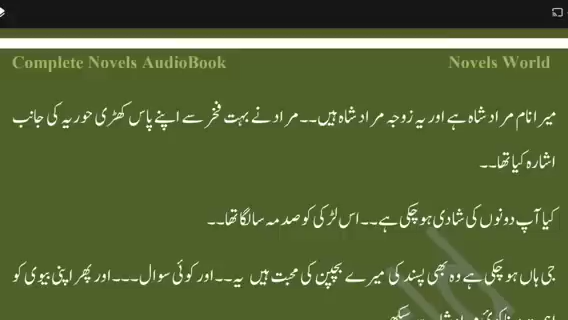 Complete Novels AudioBook Novels World
میرا نام مراد شاہ ہے اور یہ زوجہ مراد شاہ ہیں۔۔ مراد نے بہت فخر سے اپنے پاس کھڑی حوریہ کی جانب
اشارہ کیا تھا۔۔
کیا آپ دونوں کی شادی ہو چکی ہے۔۔ اس لڑکی کو صدمہ سا لگا تھا۔۔
جی ہاں ہو چکی ہے وہ بھی پسند کی میرے بچپن کی محبت ہیں یہ۔۔ اور کوئی سوال۔۔۔ اور پھر اپنی بیوی کو